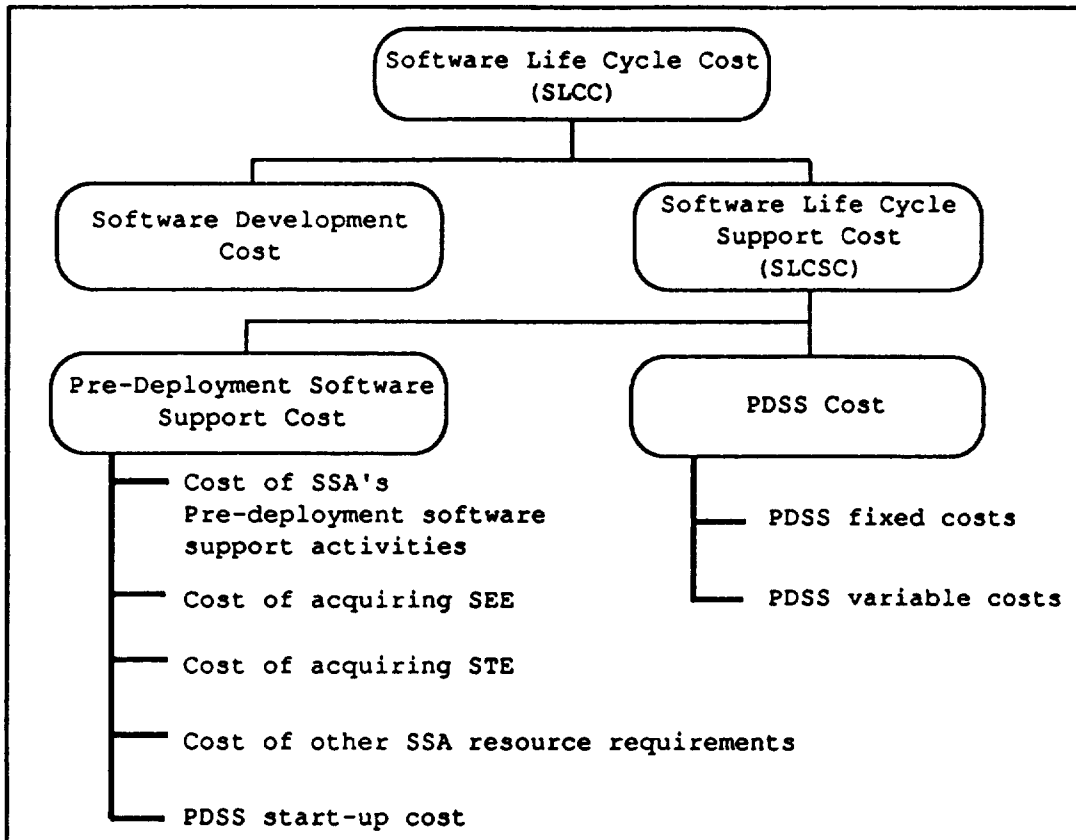 Software Life Cycle Cost
(SLCC)
Software Development
Cost
Software Life Cycle
Support Cost
(SLCSC)
Pre-Deployment Software
Support Cost
PDSS Cost
Cost of SSA's
Pre-deployment software
support activities
Cost of acquiring SEE
Cost of acquiring STE
Cost of other SSA resource requirements
PDSS start-up cost
PDSS fixed costs
PDSS variable costs